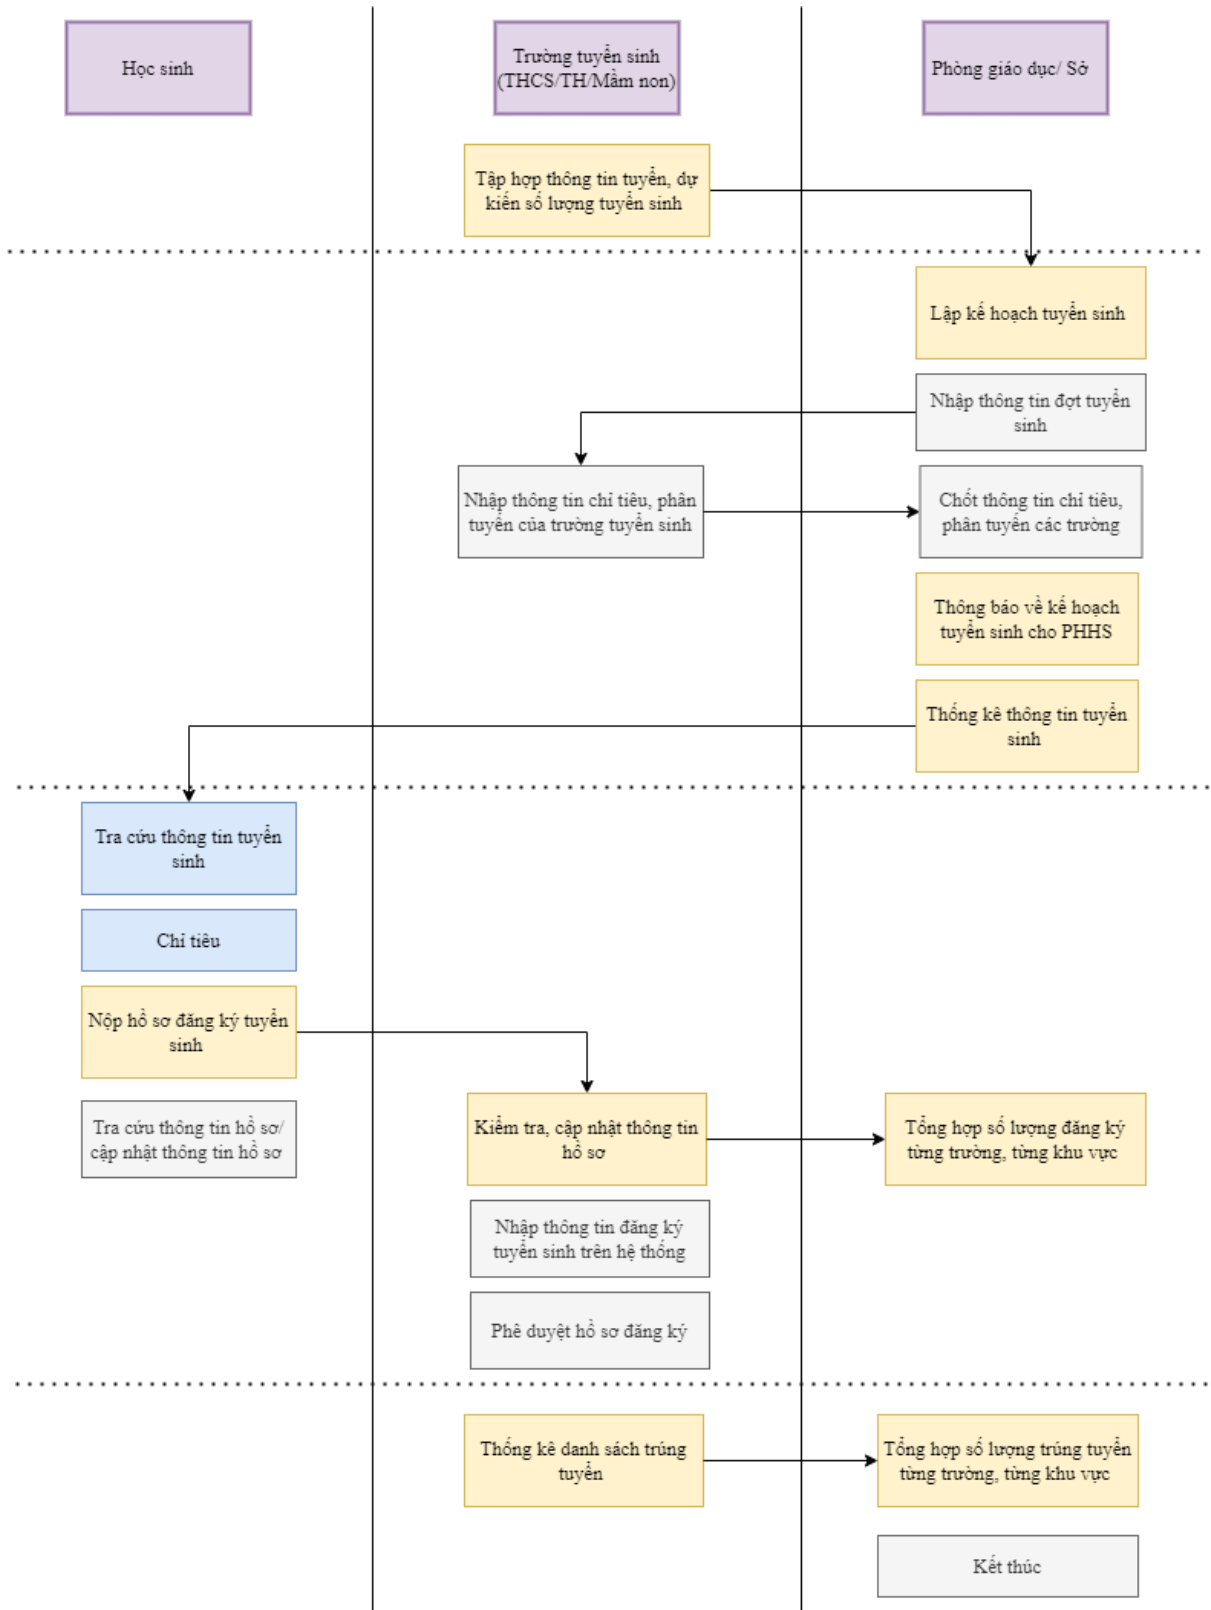 Học sinh
Trường tuyển sinh
(THCS/TH/Mầm non)
Phòng giáo dục/ Sở
Tập hợp thông tin tuyển, dự
kiến số lượng tuyển sinh
Lập kế hoạch tuyển sinh
Nhập thông tin đợt tuyển
sinh
Nhập thông tin chỉ tiêu, phân
tuyến của trường tuyển sinh
Chốt thông tin chỉ tiêu,
phân tuyến các trường
Thông báo về kế hoạch
tuyển sinh cho PHHS
Thống kê thông tin tuyển
sinh
Tra cứu thông tin tuyển
sinh
Chỉ tiêu
Nộp hồ sơ đăng ký tuyển
sinh
Tra cứu thông tin hồ sơ/
cập nhật thông tin hồ sơ
Kiểm tra, cập nhật thông tin
hồ sơ
Tổng hợp số lượng đăng ký
từng trường, từng khu vực
Nhập thông tin đăng ký
tuyển sinh trên hệ thống
Phê duyệt hồ sơ đăng ký
Thống kê danh sách trúng
tuyển
Tổng hợp số lượng trúng tuyển
từng trường, từng khu vực
Kết thúc